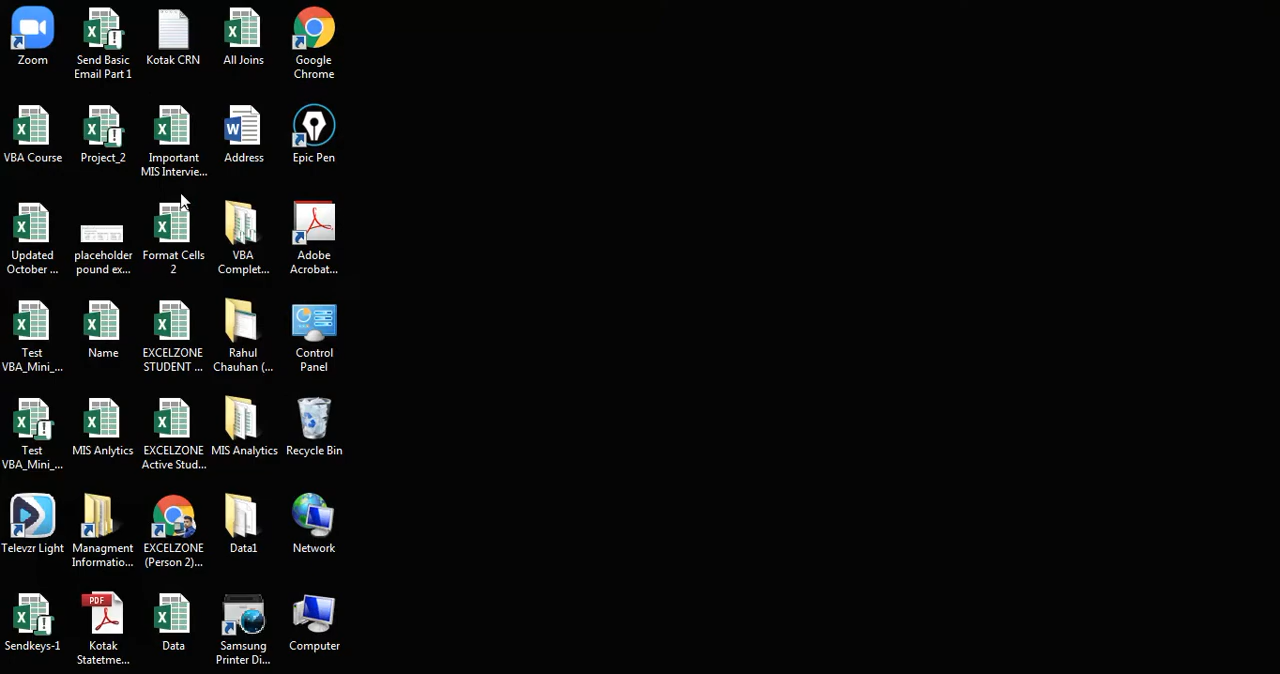 Zoom
Send Basic
Email Part 1
Kotak CRN
All Joins
Google
Chrome
VBA Course
Project_2
Important
MIS Intervie...
Address
Epic Pen
Updated
October ...
placeholder
pound ex...
Format Cells
2
VBA
Complet...
Adobe
Acrobat...
Test
VBA_Mini_...
Name
EXCELZONE
STUDENT ...
Rahul
Chauhan (...
Control
Panel
Test
VBA_Mini_...
MIS Anlytics
EXCELZONE
Active Stud...
MIS Analytics
Recycle Bin
Televzr Light
Managment
Informatio...
EXCELZONE
(Person 2)...
Data1
Network
Sendkeys-1
PDF
Kotak
Statetme...
Data
Samsung
Printer Di...
Computer